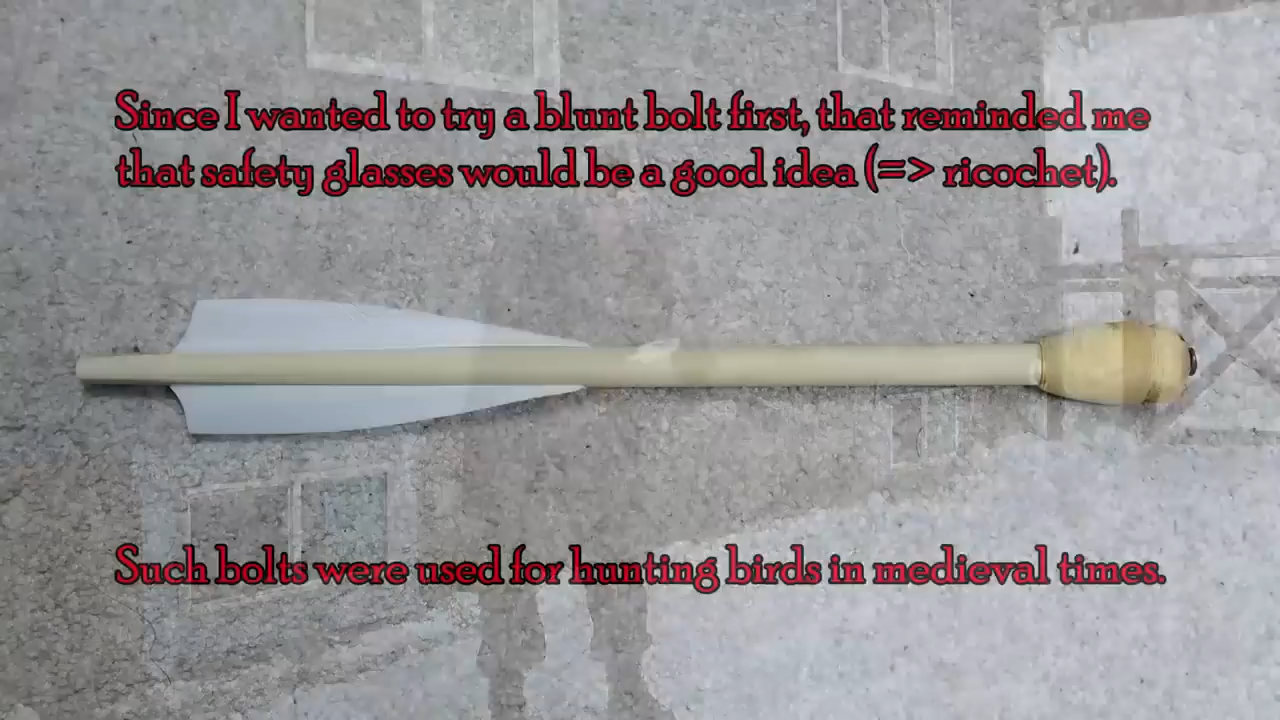 Since I wanted to try a blunt bolt first, that reminded me
that safety glasses would be a good idea (=> ricochet).
Such bolts were used for hunting birds in medieval times.